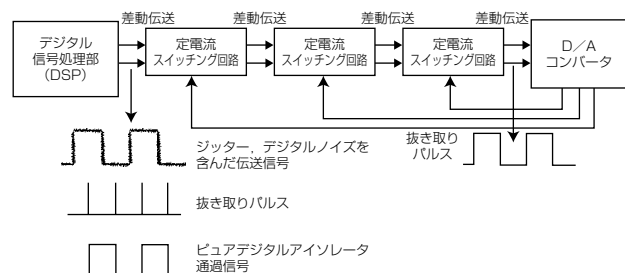 差動伝送
差動伝送
差動伝送
差動伝送
デジタル
信号処理部
(DSP)
定電流
スイッチング回路
定電流
スイッチング回路
定電流
スイッチング回路
D／A
コンバータ
ジッター，デジタルノイズを
含んだ伝送信号
抜き取り
パルス
抜き取りパルス
ピュアデジタルアイソレータ
通過信号